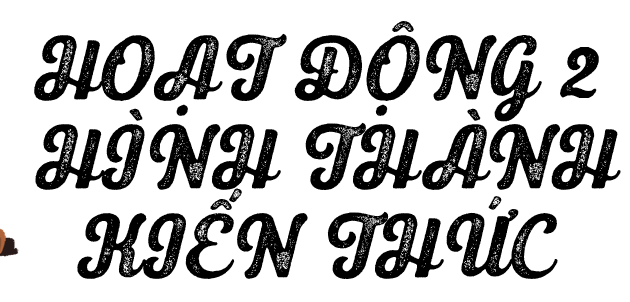 HOẠT ĐỘNG 2
HÌNH THÀNH
KIẾN THỨC